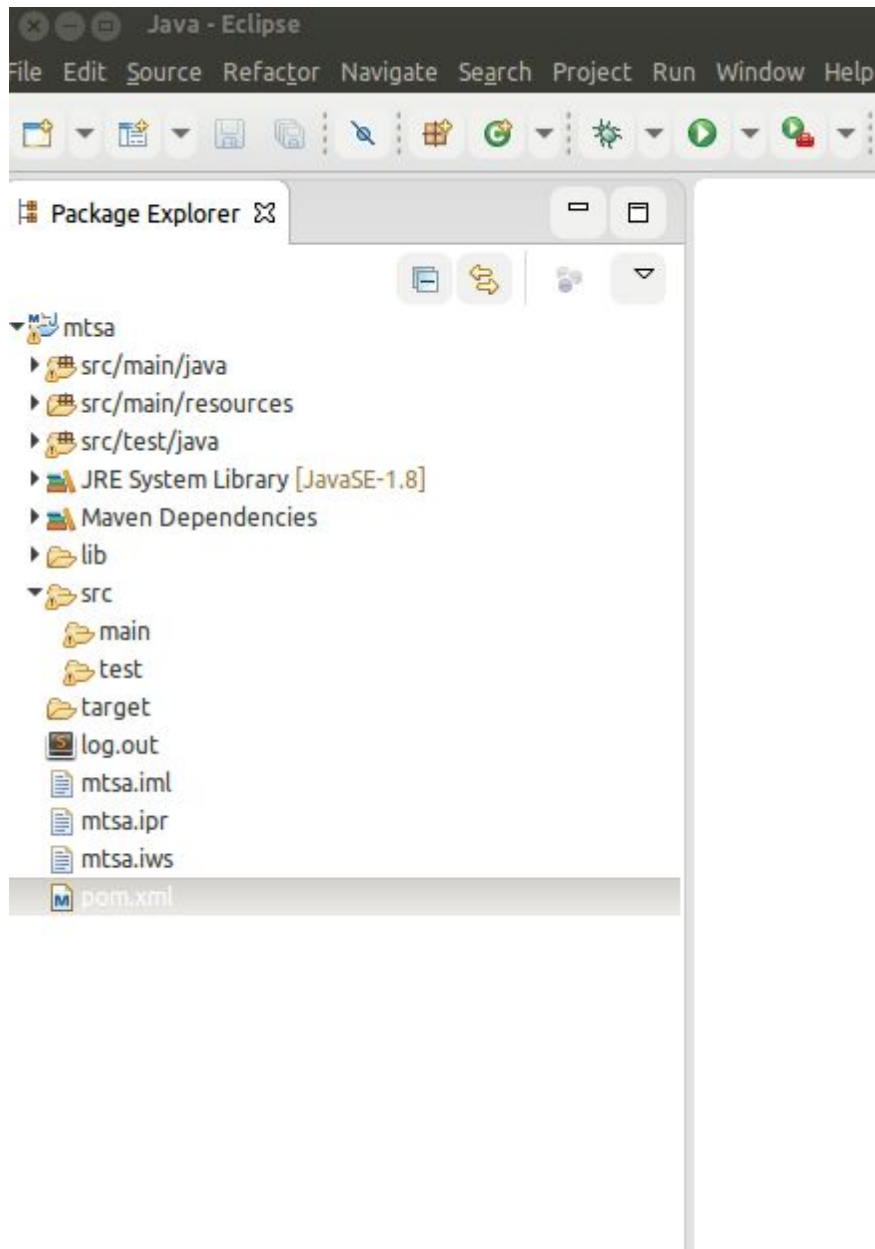 Java - Eclipse
File Edit Source Refactor Navigate Search Project Run Window Help
Package Explorer
mtsa
src/main/java
src/main/resources
src/test/java
JRE System Library [JavaSE-1.8]
Maven Dependencies
lib
src
main
test
target
log.out
mtsa.iml
mtsa.ipr
mtsa.iws
pom.xml